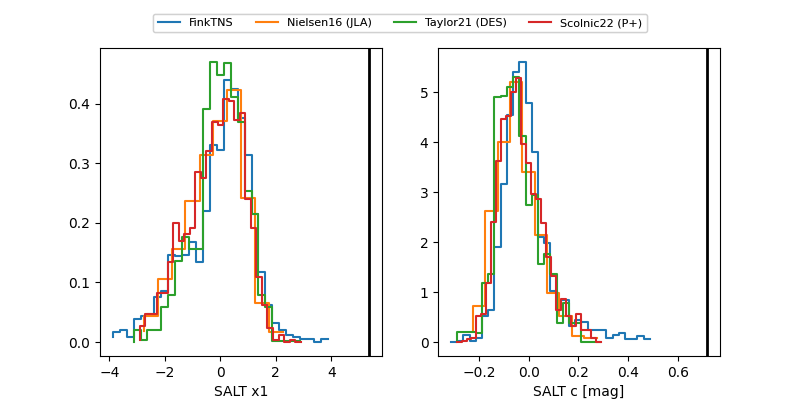 FinkTNS Nielsen16 (JLA) Taylor21 (DES) Scolnic22 (P+)
0.4
0.3
0.2
0.1
0.0
−4 −2 0 2 4
SALT x1
5
4
3
2
1
0
−0.2 0.0 0.2 0.4 0.6
SALT c [mag]